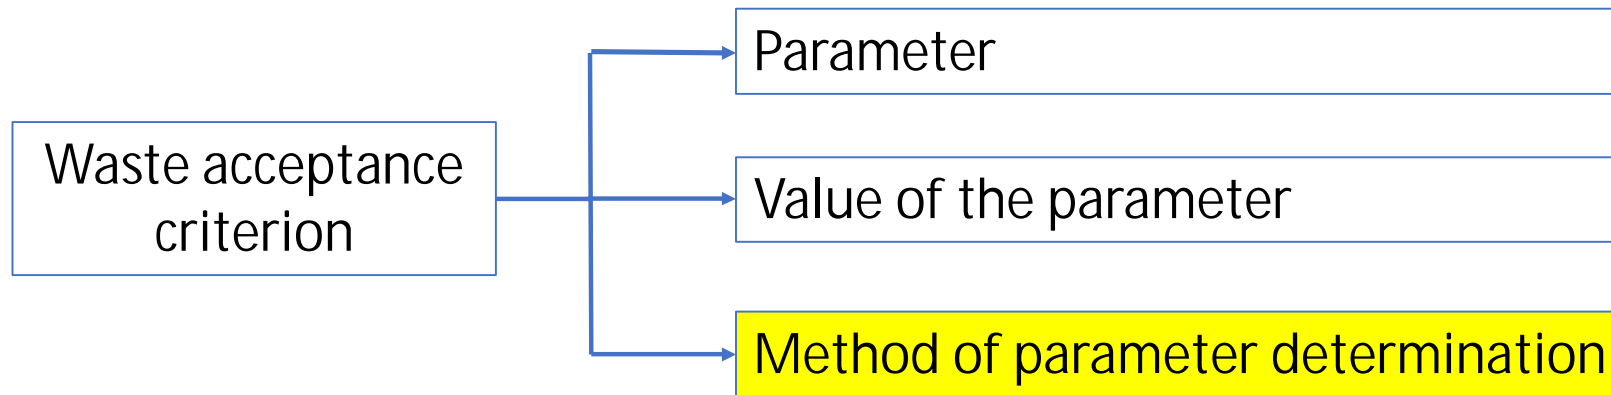 Parameter
Waste acceptance
criterion
Value of the parameter
Method of parameter determination